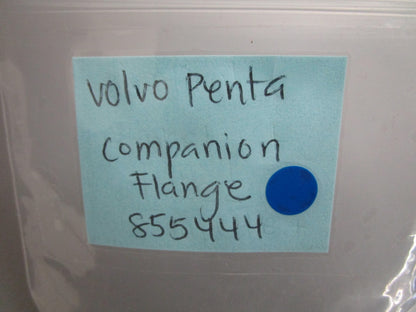 Volvo Penta
Companion
Flange
855444